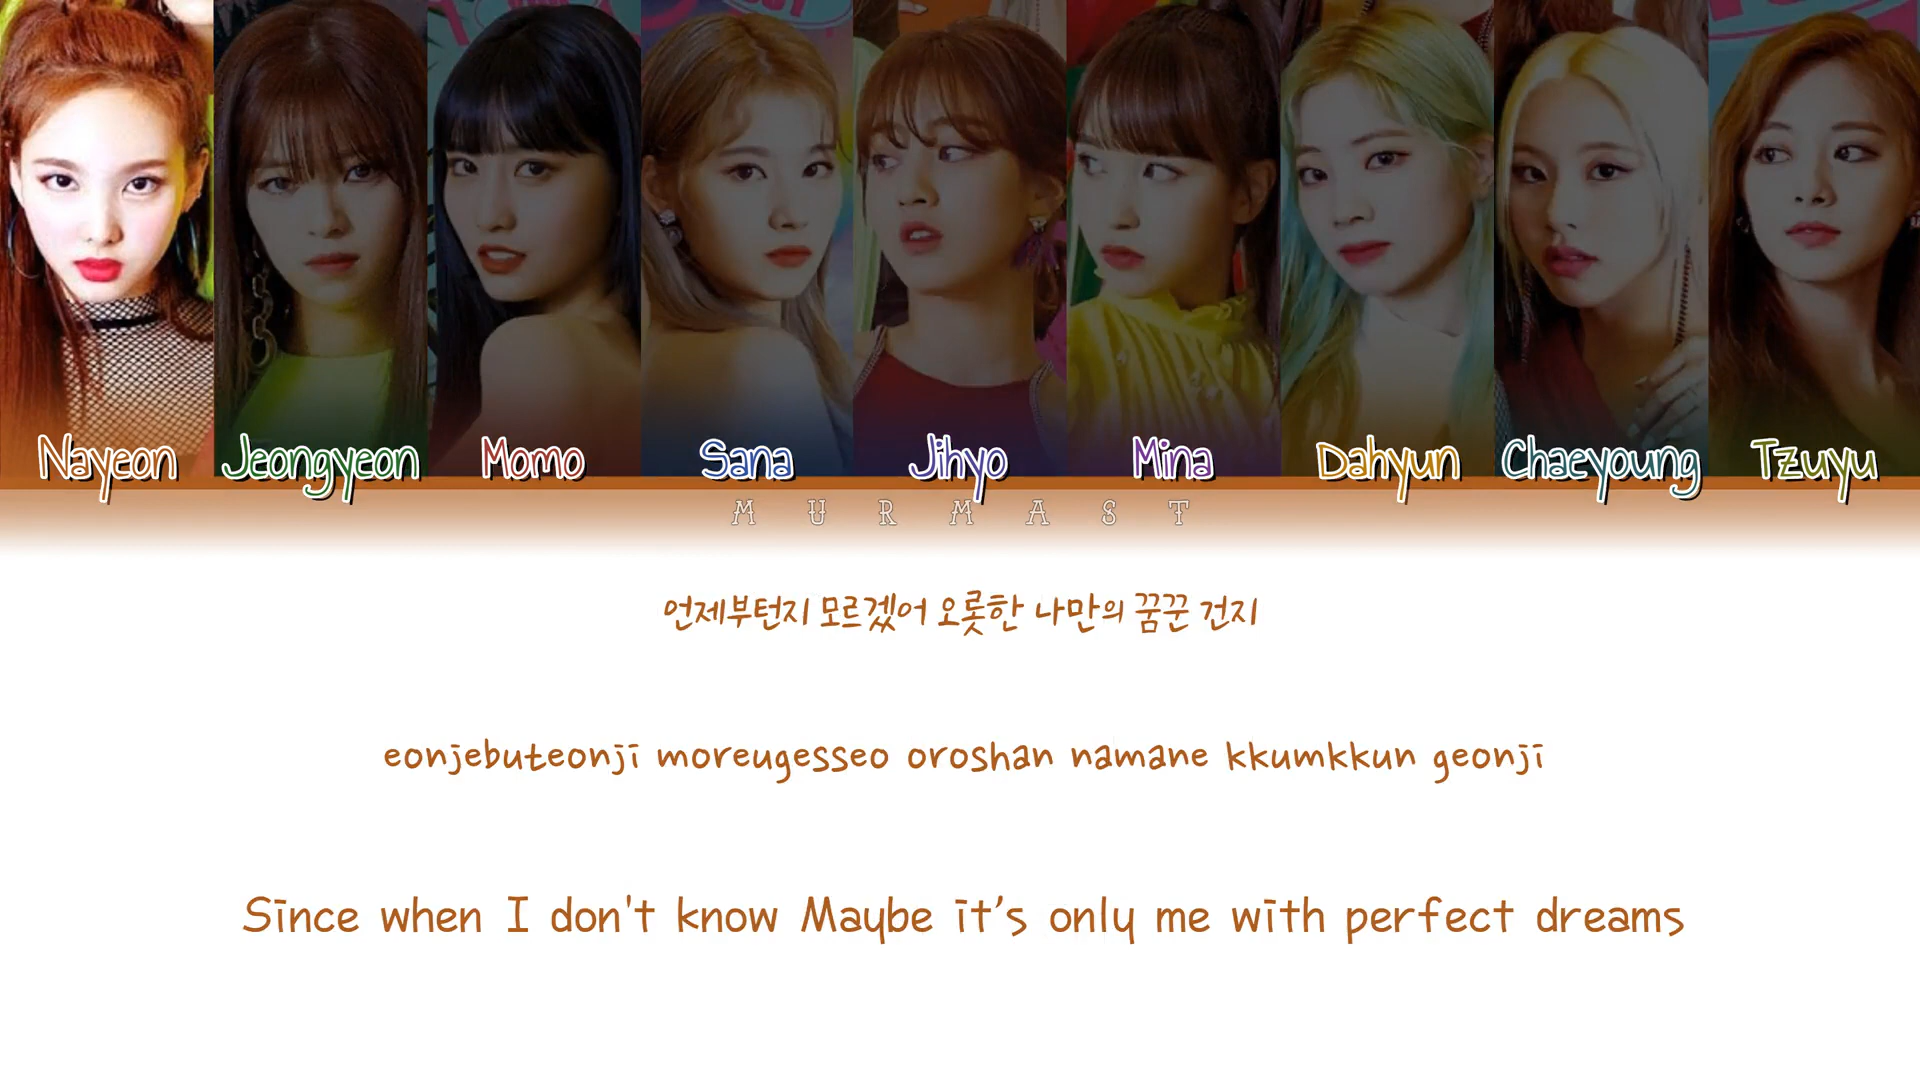 Nayeon Jeongyeon Momo Sana Jihyo Mina Dahyun Chaeyoung Tzuyu
MURMAST
언제부턴지 모르겠어 오롯한 나만의 꿈꾼 건지
eonjebuteonji moreugesseo oroshan namane kkumkkun geonji
Since when I don't know Maybe it's only me with perfect dreams